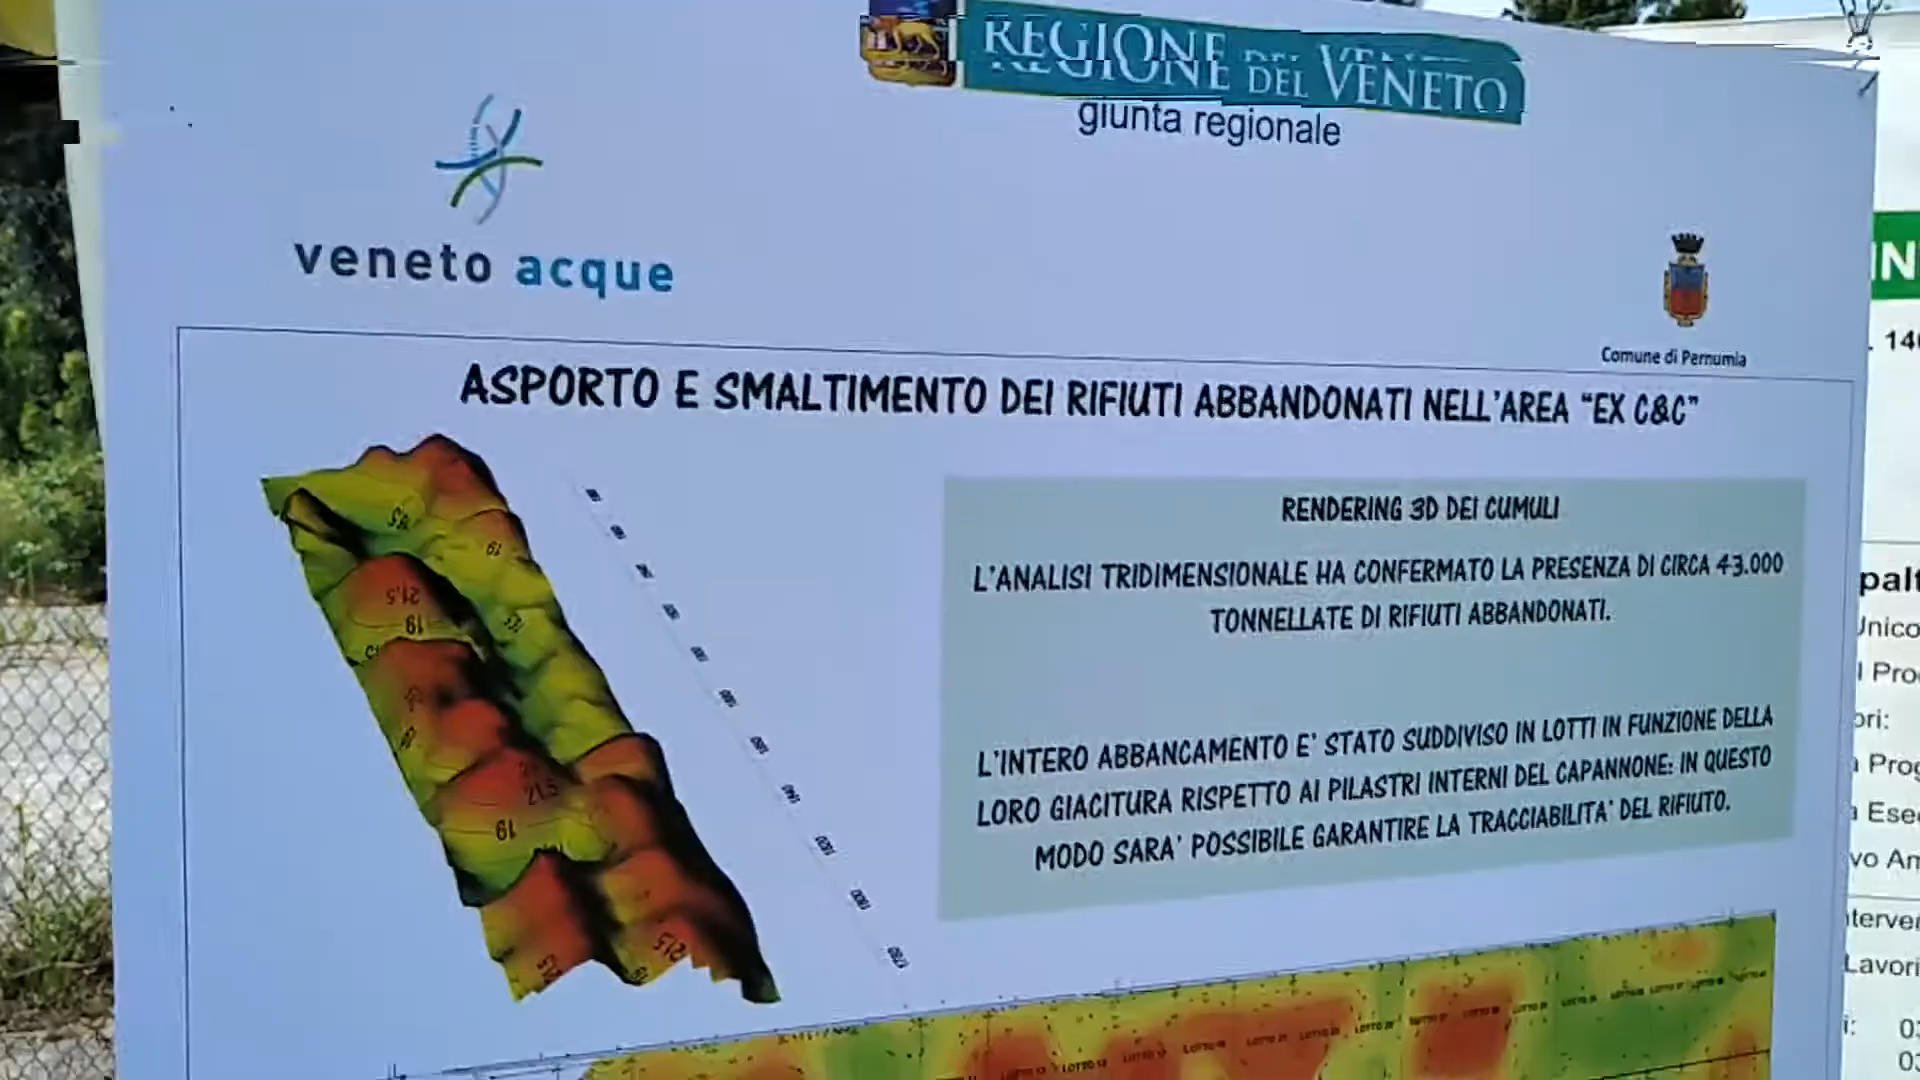 REGIONE DEL VENETO
giunta regionale
veneto acque
Comune di Pernumia
ASPORTO E SMALTIMENTO DEI RIFIUTI ABBANDONATI NELL'AREA "EX C&C"
RENDERING 3D DEI CUMULI
L'ANALISI TRIDIMENSIONALE HA CONFERMATO LA PRESENZA DI CIRCA 43.000
TONNELLATE DI RIFIUTI ABBANDONATI.
L'INTERO ABBANCAMENTO E' STATO SUDDIVISO IN LOTTI IN FUNZIONE DELLA
LORO GIACITURA RISPETTO AI PILASTRI INTERNI DEL CAPANNONE: IN QUESTO
MODO SARA' POSSIBILE GARANTIRE LA TRACCIABILITA' DEL RIFIUTO.
19
21,5
19
21,5
19